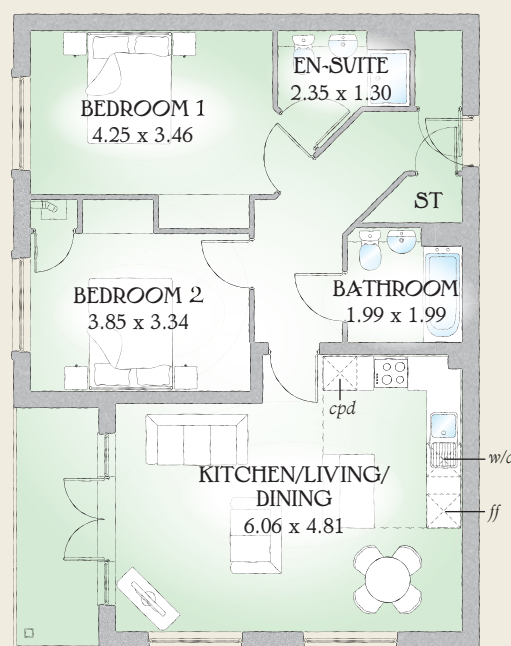 EN-SUITE
2.35 x 1.30
BEDROOM 1
4.25 x 3.46
ST
BEDROOM 2
3.85 x 3.34
BATHROOM
1.99 x 1.99
cpd
w/d
KITCHEN/LIVING/
DINING
6.06 x 4.81
ff